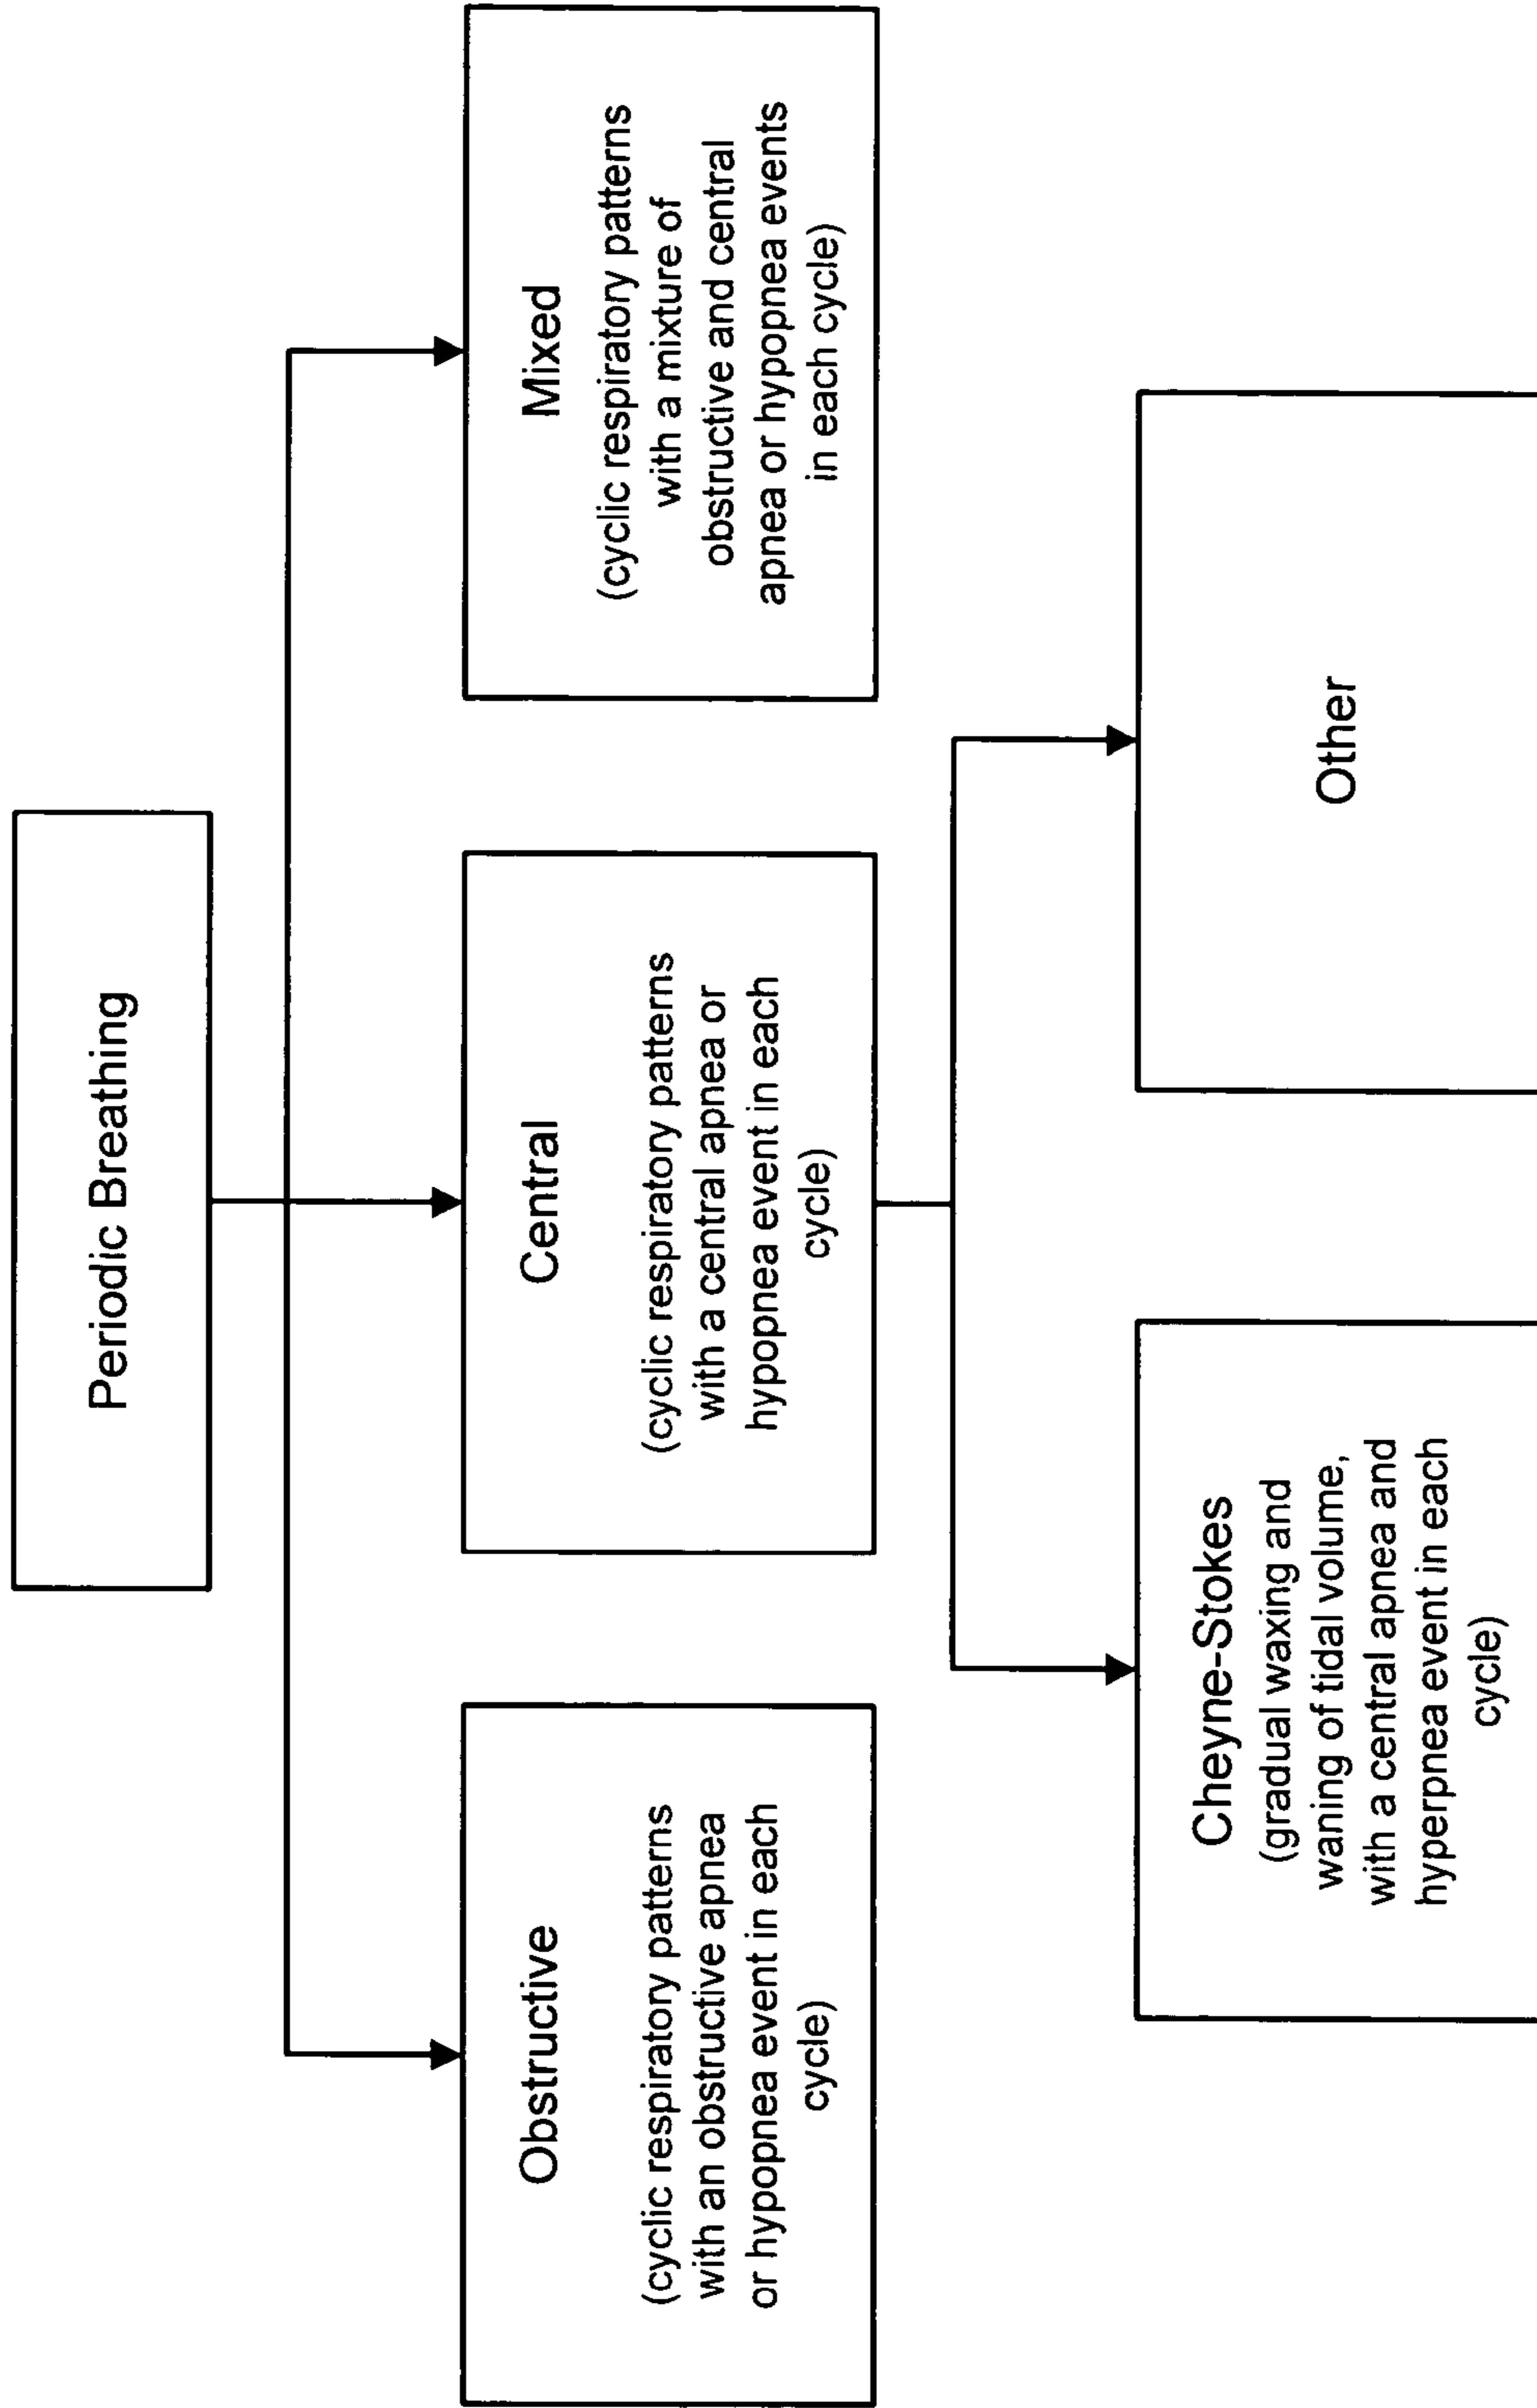 Periodic Breathing
Obstructive
(cyclic respiratory patterns
with an obstructive apnea
or hypopnea event in each
cycle)
Central
(cyclic respiratory patterns
with a central apnea or
hypopnea event in each
cycle)
Mixed
(cyclic respiratory patterns
with a mixture of
obstructive and central
apnea or hypopnea events
in each cycle)
Cheyne-Stokes
(gradual waxing and
waning of tidal volume,
with a central apnea and
hyperpnea event in each
cycle)
Other